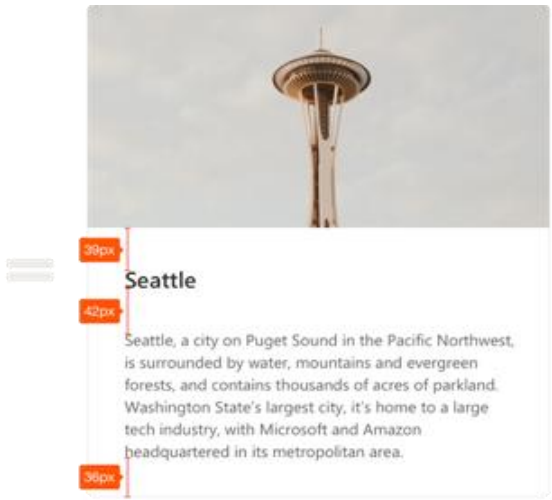 39px
Seattle
42px
Seattle, a city on Puget Sound in the Pacific Northwest,
is surrounded by water, mountains and evergreen
forests, and contains thousands of acres of parkland.
Washington State's largest city, it's home to a large
tech industry, with Microsoft and Amazon
headquartered in its metropolitan area.
36px